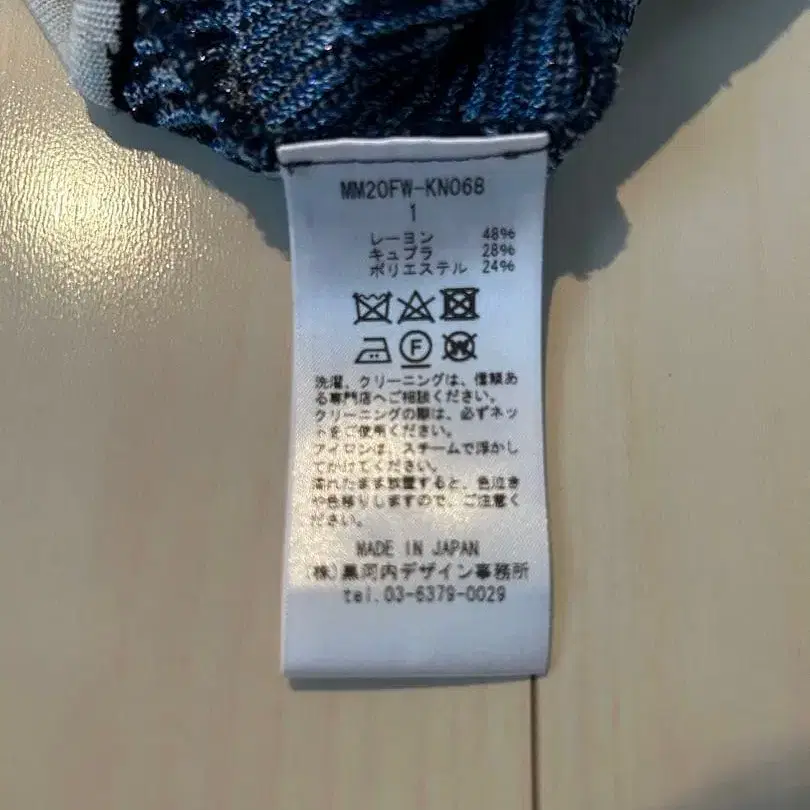 MM20FW-KN068
1
レーヨン 48%
キュプラ 28%
ポリエステル 24%
F
W
洗濯、クリーニングは、信頼あ
る専門店へご相談ください。
クリーニングの際は、必ずネッ
トをご使用ください。
アイロンは、スチームで浮かし
てかけてください。
濡れたまま放置すると、色泣き
や色移りしますので、ご注意く
ださい。
MADE IN JAPAN
(株)黒河内デザイン事務所
tel.03-6379-0029